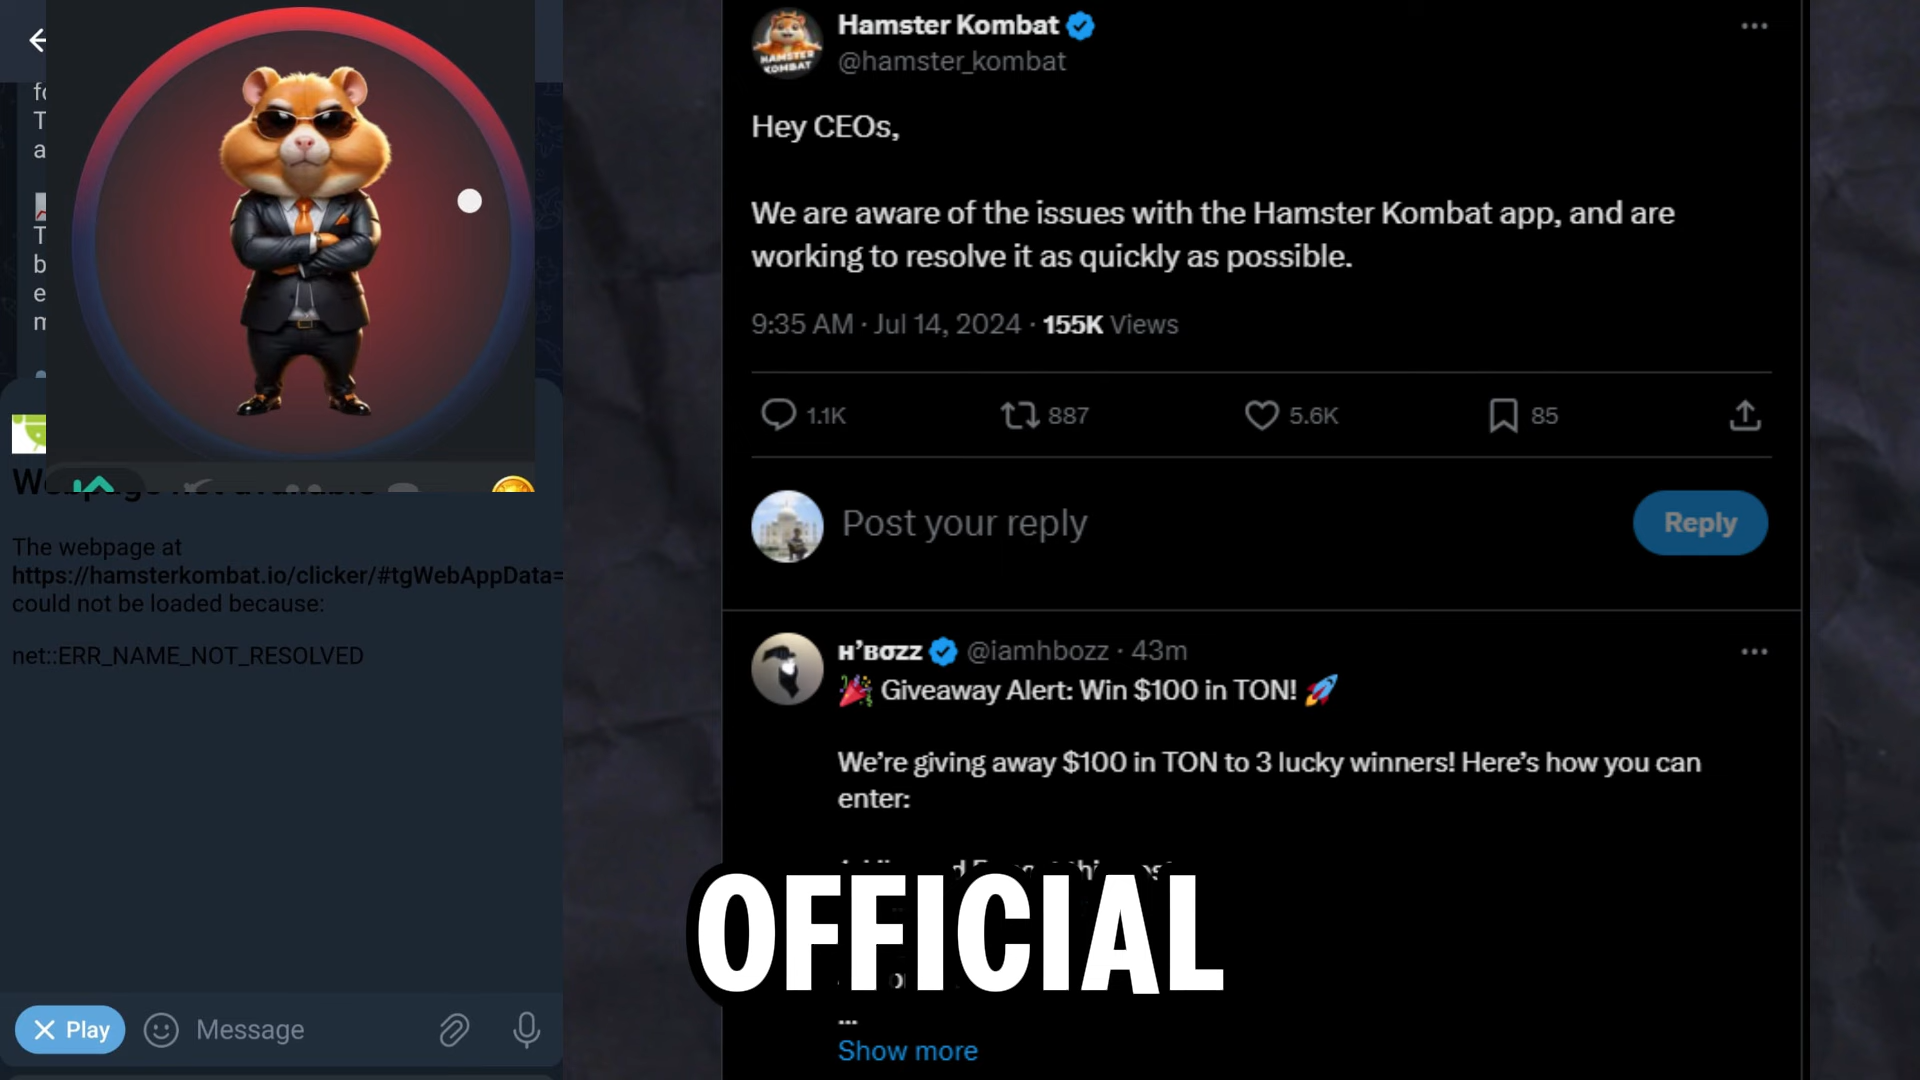 fo
T
a
T
b
e
m
The webpage at
https://hamsterkombat.io/clicker/#tgWebAppData=
could not be loaded because:
net::ERR_NAME_NOT_RESOLVED
Play
Message
Hamster Kombat
@hamster_kombat
HAMSTER
KOMBAT
Hey CEOs,
We are aware of the issues with the Hamster Kombat app, and are
working to resolve it as quickly as possible.
9:35 AM · Jul 14, 2024 · 155K Views
1.1K 887 5.6K 85
Post your reply
Reply
H'BOZZ @iamhbozz · 43m
🎉 Giveaway Alert: Win $100 in TON! 🚀
We're giving away $100 in TON to 3 lucky winners! Here's how you can
enter:
OFFICIAL
...
Show more